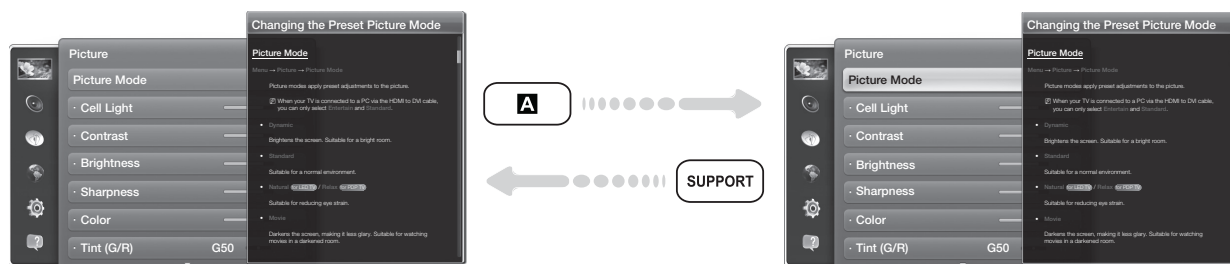 Changing the Preset Picture Mode
Picture
Picture Mode
· Cell Light
· Contrast
· Brightness
· Sharpness
· Color
· Tint (G/R) G50
Picture Mode
Menu → Picture → Picture Mode
Picture modes apply preset adjustments to the picture.
When your TV is connected to a PC via the HDMI to DVI cable,
you can only select Entertain and Standard.
• Dynamic
Brightens the screen. Suitable for a bright room.
• Standard
Suitable for a normal environment.
• Natural for LED TV / Relax for PDP TV
Suitable for reducing eye strain.
• Movie
Darkens the screen, making it less glary. Suitable for watching
movies in a darkened room.
A
SUPPORT
Changing the Preset Picture Mode
Picture
Picture Mode
· Cell Light
· Contrast
· Brightness
· Sharpness
· Color
· Tint (G/R) G50
Picture Mode
Menu → Picture → Picture Mode
Picture modes apply preset adjustments to the picture.
When your TV is connected to a PC via the HDMI to DVI cable,
you can only select Entertain and Standard.
• Dynamic
Brightens the screen. Suitable for a bright room.
• Standard
Suitable for a normal environment.
• Natural for LED TV / Relax for PDP TV
Suitable for reducing eye strain.
• Movie
Darkens the screen, making it less glary. Suitable for watching
movies in a darkened room.